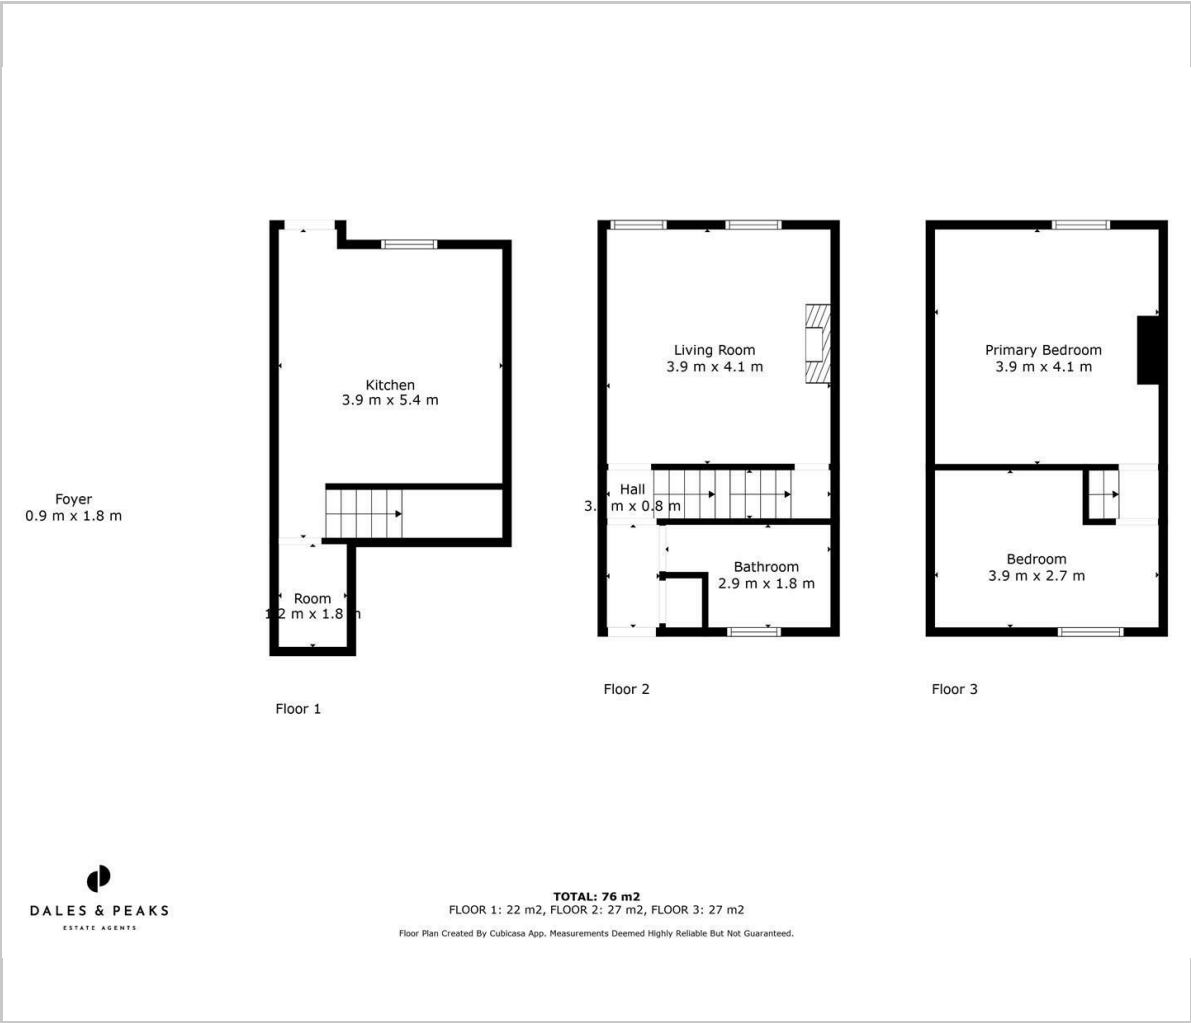 Kitchen
3.9 m x 5.4 m
Foyer
0.9 m x 1.8 m
Room
1.2 m x 1.8 m
Floor 1
Living Room
3.9 m x 4.1 m
Hall
m x 0.8 m
Bathroom
2.9 m x 1.8 m
Floor 2
Primary Bedroom
3.9 m x 4.1 m
Bedroom
3.9 m x 2.7 m
Floor 3
DALES & PEAKS
ESTATE AGENTS
TOTAL: 76 m2
FLOOR 1: 22 m2, FLOOR 2: 27 m2, FLOOR 3: 27 m2
Floor Plan Created By Cubicasa App. Measurements Deemed Highly Reliable But Not Guaranteed.